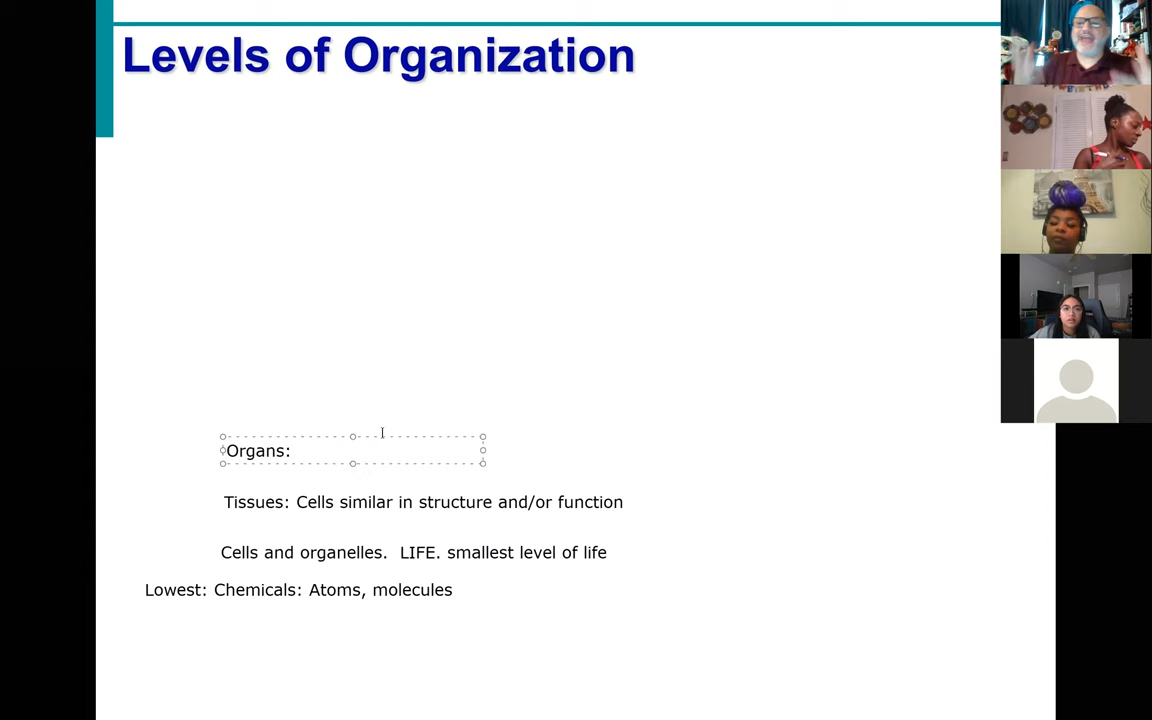 Levels of Organization
Organs:
Tissues: Cells similar in structure and/or function
Cells and organelles.  LIFE. smallest level of life
Lowest: Chemicals: Atoms, molecules